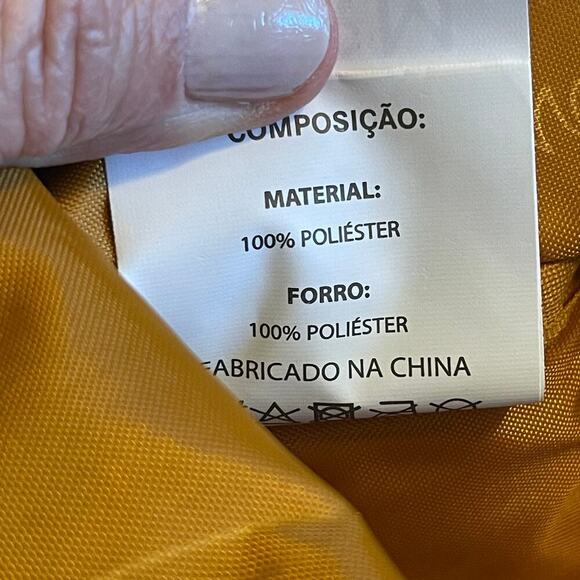 COMPOSIÇÃO:
MATERIAL:
100% POLIÉSTER
FORRO:
100% POLIÉSTER
FABRICADO NA CHINA